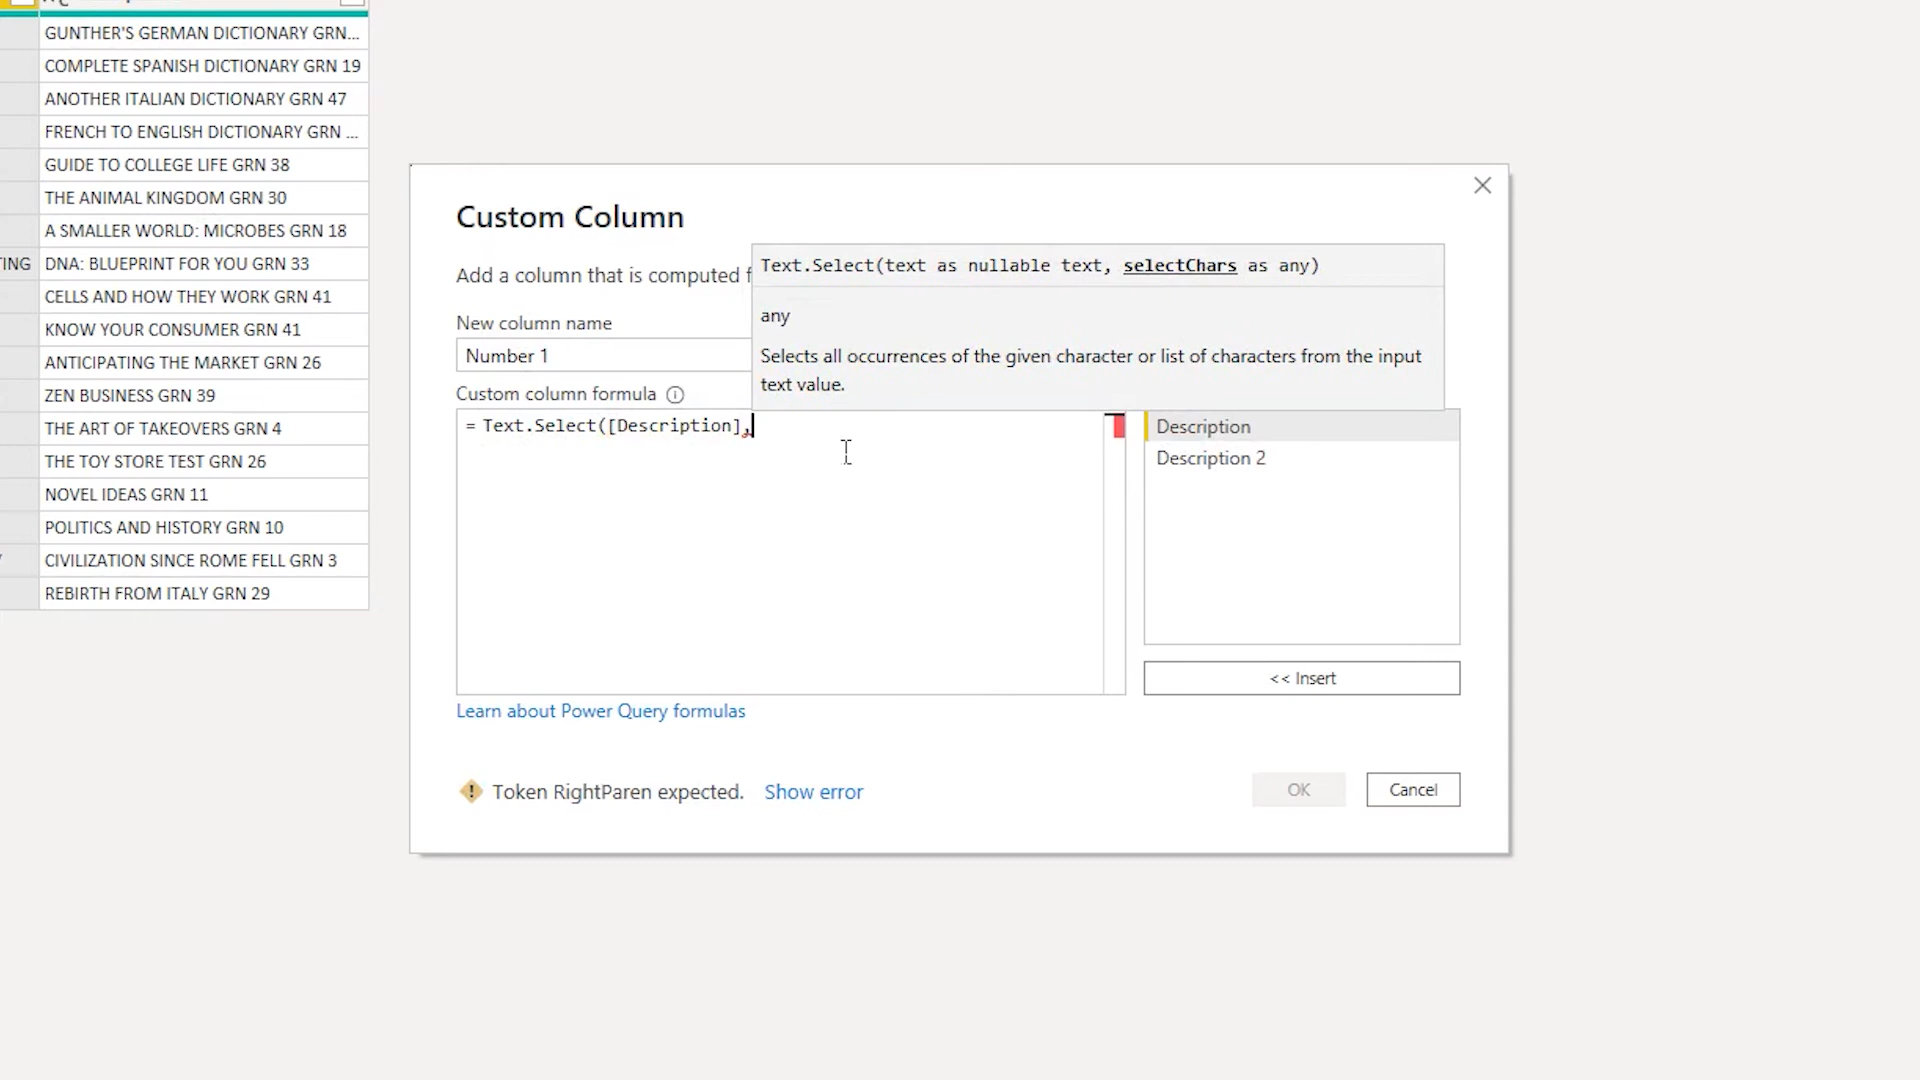 GUNTHER'S GERMAN DICTIONARY GRN...
COMPLETE SPANISH DICTIONARY GRN 19
ANOTHER ITALIAN DICTIONARY GRN 47
FRENCH TO ENGLISH DICTIONARY GRN ...
GUIDE TO COLLEGE LIFE GRN 38
THE ANIMAL KINGDOM GRN 30
A SMALLER WORLD: MICROBES GRN 18
TING DNA: BLUEPRINT FOR YOU GRN 33
CELLS AND HOW THEY WORK GRN 41
KNOW YOUR CONSUMER GRN 41
ANTICIPATING THE MARKET GRN 26
ZEN BUSINESS GRN 39
THE ART OF TAKEOVERS GRN 4
THE TOY STORE TEST GRN 26
NOVEL IDEAS GRN 11
POLITICS AND HISTORY GRN 10
CIVILIZATION SINCE ROME FELL GRN 3
REBIRTH FROM ITALY GRN 29
Custom Column
Add a column that is computed f
Text.Select(text as nullable text, selectChars as any)
any
Selects all occurrences of the given character or list of characters from the input
text value.
New column name
Number 1
Custom column formula
= Text.Select([Description],
Description
Description 2
<< Insert
Learn about Power Query formulas
Token RightParen expected. Show error
OK
Cancel